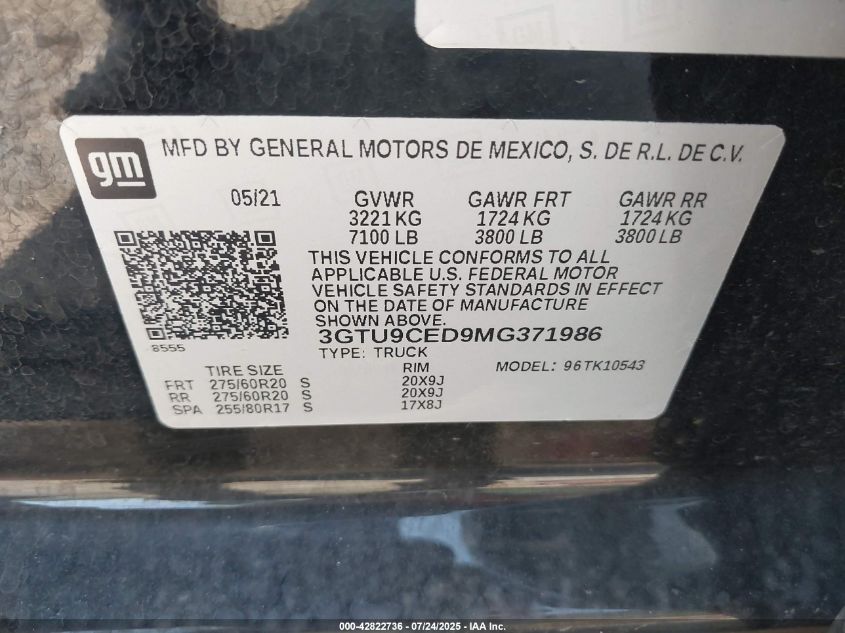 GM
gm MFD BY GENERAL MOTORS DE MEXICO, S. DE R.L. DE C.V.
05/21 GVWR GAWR FRT GAWR RR
3221 KG 1724 KG 1724 KG
7100 LB 3800 LB 3800 LB
THIS VEHICLE CONFORMS TO ALL
APPLICABLE U.S. FEDERAL MOTOR
VEHICLE SAFETY STANDARDS IN EFFECT
ON THE DATE OF MANUFACTURE
SHOWN ABOVE.
8555 3GTU9CED9MG371986
TYPE: TRUCK
TIRE SIZE RIM MODEL: 96TK10543
FRT 275/60R20 S 20X9J
RR 275/60R20 S 20X9J
SPA 255/80R17 S 17X8J
000-42822736 - 07/24/2025 - IAA Inc.